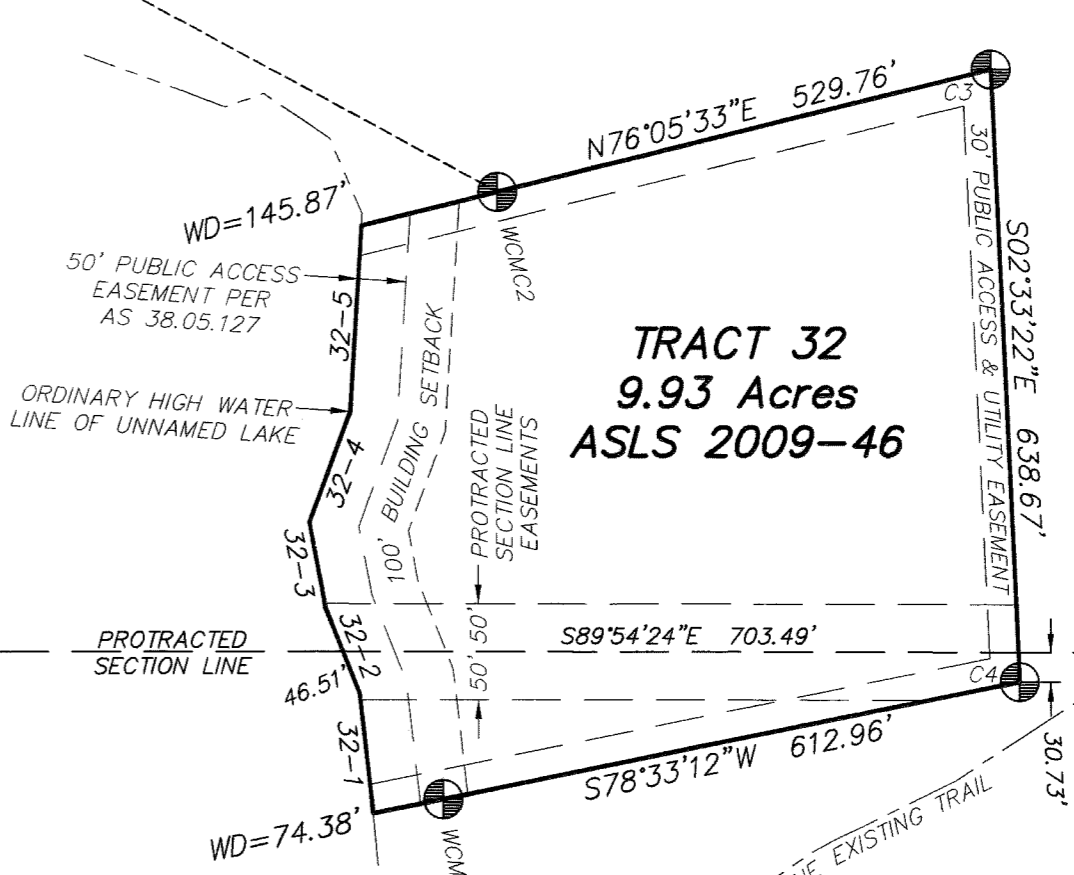 C3
N76°05'33"E 529.76'
WD=145.87'
WCMC2
50' PUBLIC ACCESS
EASEMENT PER
AS 38.05.127
32-5
30' PUBLIC ACCESS & UTILITY EASEMENT
S02°33'22"E 638.67'
TRACT 32
9.93 Acres
ASLS 2009-46
ORDINARY HIGH WATER
LINE OF UNNAMED LAKE
100' BUILDING SETBACK
PROTRACTED
SECTION LINE
EASEMENTS
32-4
32-3
PROTRACTED
SECTION LINE
32-2
50'
50'
S89°54'24"E 703.49'
46.51'
C4
32-1
30.73'
S78°33'12"W 612.96'
WD=74.38'
EXISTING TRAIL